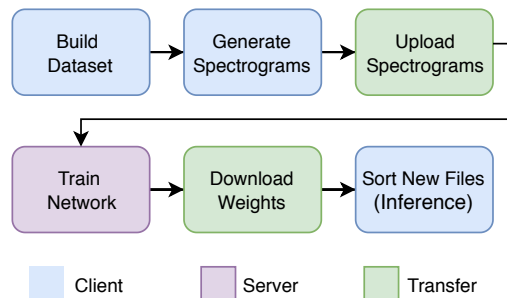 Build
Dataset
Generate
Spectrograms
Upload
Spectrograms
Train
Network
Download
Weights
Sort New Files
(Inference)
Client
Server
Transfer